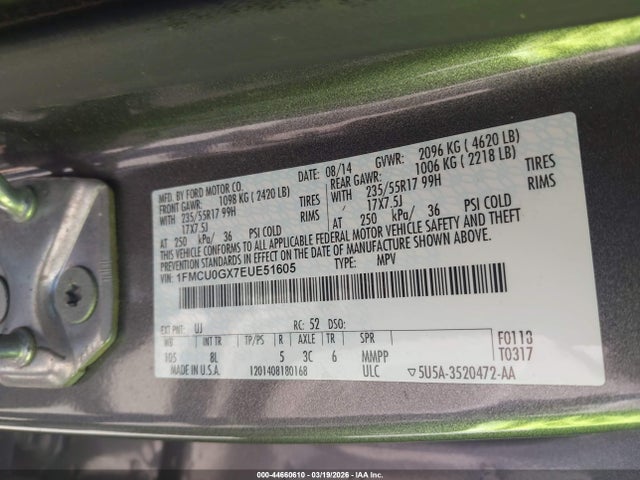 MFD. BY FORD MOTOR CO. DATE: 08/14 GVWR: 2096 KG ( 4620 LB)
FRONT GAWR: 1098 KG ( 2420 LB) REAR GAWR: 1006 KG ( 2218 LB)
WITH 235/55R17 99H TIRES WITH 235/55R17 99H TIRES
17X7.5J RIMS 17X7.5J RIMS
AT 250 kPa/ 36 PSI COLD AT 250 kPa/ 36 PSI COLD
THIS VEHICLE CONFORMS TO ALL APPLICABLE FEDERAL MOTOR VEHICLE SAFETY AND THEFT
PREVENTION STANDARDS IN EFFECT ON THE DATE OF MANUFACTURE SHOWN ABOVE.
VIN: 1FMCU0GX7EUE51605 TYPE: MPV
EXT PNT: UJ RC: 52 DSO: F0113
WB INT TR TP/PS R AXLE TR SPR T0317
105 8L 5 3C 6 MMPP
MADE IN U.S.A. 1201408180168 ULC ▽5U5A-3520472-AA
000-44660610 - 03/19/2026 - IAA Inc.